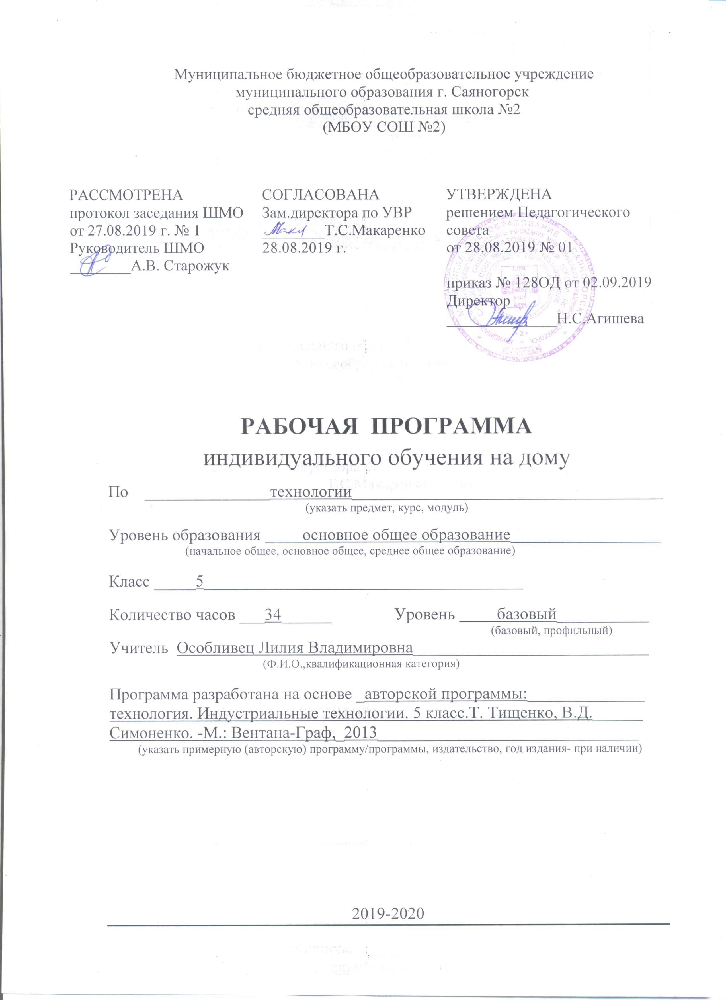 Муниципальное бюджетное общеобразовательное учреждение
муниципального образования г. Саяногорск
средняя общеобразовательная школа №2
(МБОУ СОШ №2)
РАССМОТРЕНА
протокол заседания ШМО
от 27.08.2019 г. № 1
Руководитель ШМО
________А.В. Старожук
СОГЛАСОВАНА
Зам.директора по УВР
________Т.С.Макаренко
28.08.2019 г.
УТВЕРЖДЕНА
решением Педагогического
совета
от 28.08.2019 № 01
приказ № 128ОД от 02.09.2019
Директор
______________Н.С.Агишева
РАБОЧАЯ ПРОГРАММА
индивидуального обучения на дому
По технологии
(указать предмет, курс, модуль)
Уровень образования основное общее образование
(начальное общее, основное общее, среднее общее образование)
Класс 5
Количество часов 34 Уровень базовый
(базовый, профильный)
Учитель Особливец Лилия Владимировна
(Ф.И.О.,квалификационная категория)
Программа разработана на основе _авторской программы:
технология. Индустриальные технологии. 5 класс.Т. Тищенко, В.Д.
Симоненко. -М.: Вентана-Граф,_2013
(указать примерную (авторскую) программу/программы, издательство, год издания- при наличии)
2019-2020